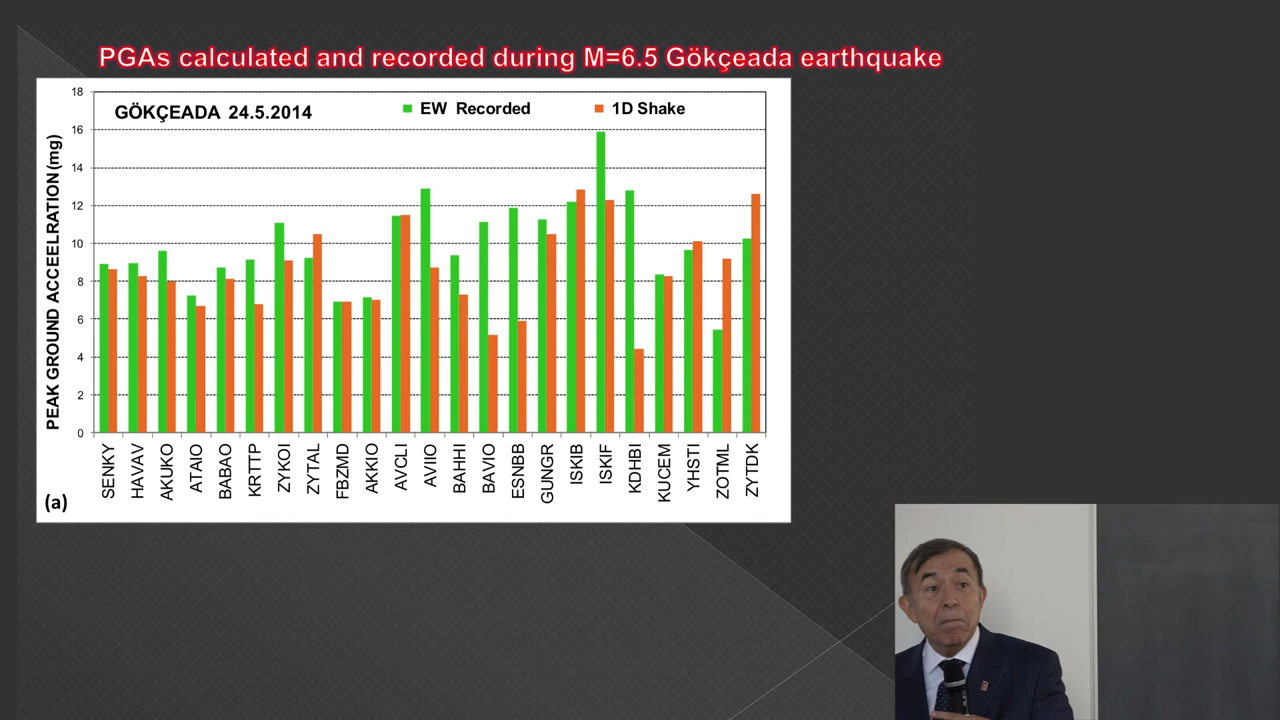 PGAs calculated and recorded during M=6.5 Gökçeada earthquake
GÖKÇEADA 24.5.2014
EW Recorded
1D Shake
PEAK GROUND ACCEELRATION (mg)
18
16
14
12
10
8
6
4
2
0
SENKY
HAVAV
AKUKO
ATAIO
BABAO
KRTTP
ZYKOI
ZYTAL
FBZMD
AKKIO
AVCLI
AVIIO
BAHHI
BAVIO
ESNBB
GUNGR
ISKIB
ISKIF
KDHBI
KUCEM
YHSTI
ZOTML
ZYTDK
(a)